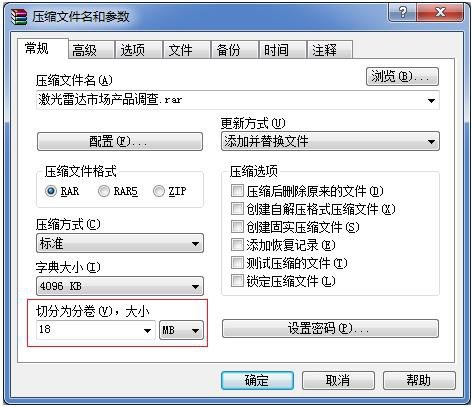 压缩文件名和参数
常规 高级 选项 文件 备份 时间 注释
压缩文件名(A)
浏览(B)...
激光雷达市场产品调查.rar
更新方式(U)
配置(F)...
添加并替换文件
压缩文件格式
RAR RAR5 ZIP
压缩方式(C)
标准
字典大小(I)
4096 KB
切分为分卷(V)，大小
18 MB
压缩选项
压缩后删除原来的文件(D)
创建自解压格式压缩文件(X)
创建固实压缩文件(S)
添加恢复记录(E)
测试压缩的文件(T)
锁定压缩文件(L)
设置密码(P)...
确定 取消 帮助